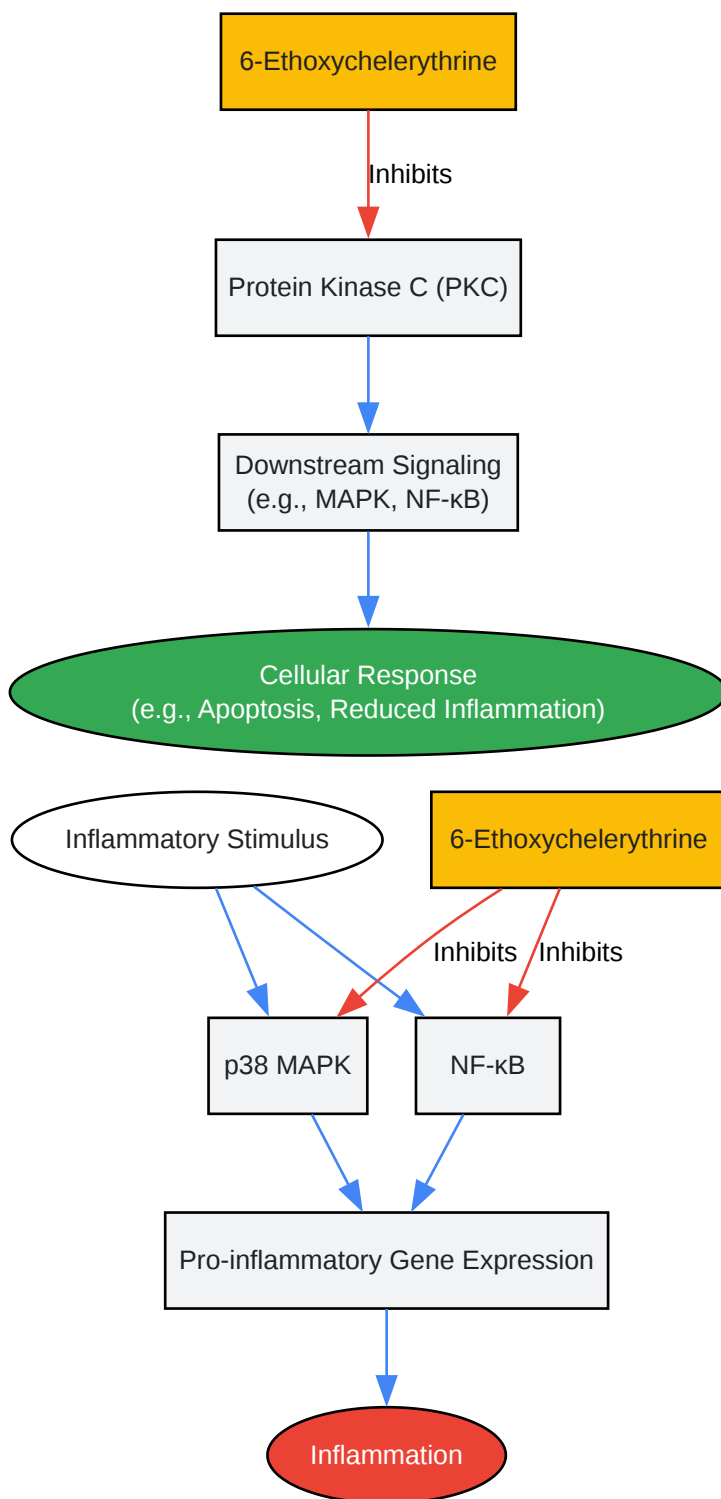 6-Ethoxychelerythrine
Inhibits
Protein Kinase C (PKC)
Downstream Signaling
(e.g., MAPK, NF-κB)
Cellular Response
(e.g., Apoptosis, Reduced Inflammation)
Inflammatory Stimulus
6-Ethoxychelerythrine
Inhibits
Inhibits
p38 MAPK
NF-κB
Pro-inflammatory Gene Expression
Inflammation